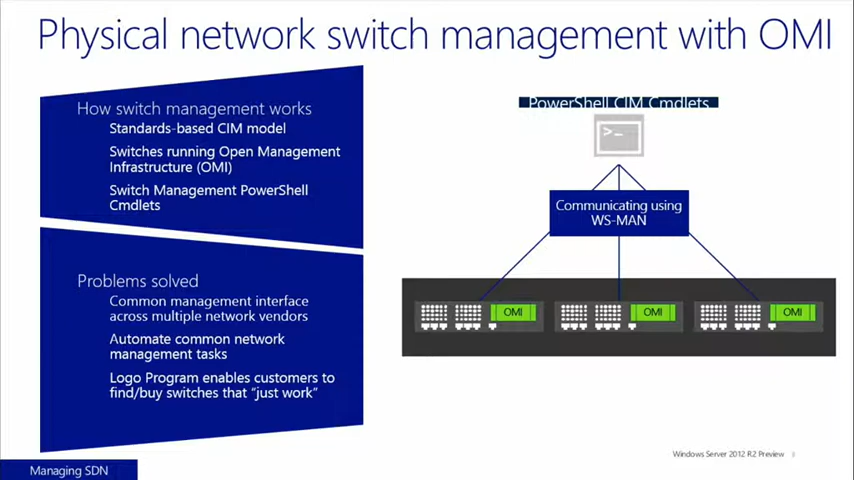 Physical network switch management with OMI
How switch management works
Standards-based CIM model
Switches running Open Management
Infrastructure (OMI)
Switch Management PowerShell
Cmdlets
Problems solved
Common management interface
across multiple network vendors
Automate common network
management tasks
Logo Program enables customers to
find/buy switches that “just work”
PowerShell CIM Cmdlets
>_
Communicating using
WS-MAN
OMI
OMI
OMI
Managing SDN
Windows Server 2012 R2 Preview